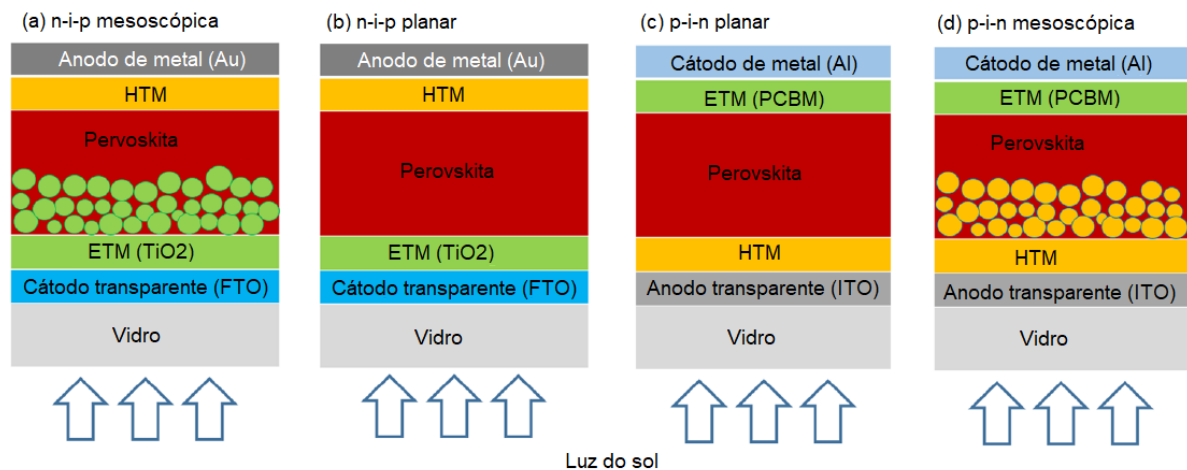 (a) n-i-p mesoscópica
Anodo de metal (Au)
HTM
Pervoskita
ETM (TiO2)
Cátodo transparente (FTO)
Vidro
(b) n-i-p planar
Anodo de metal (Au)
HTM
Perovskita
ETM (TiO2)
Cátodo transparente (FTO)
Vidro
(c) p-i-n planar
Cátodo de metal (Al)
ETM (PCBM)
Perovskita
HTM
Anodo transparente (ITO)
Vidro
(d) p-i-n mesoscópica
Cátodo de metal (Al)
ETM (PCBM)
Perovskita
HTM
Anodo transparente (ITO)
Vidro
Luz do sol